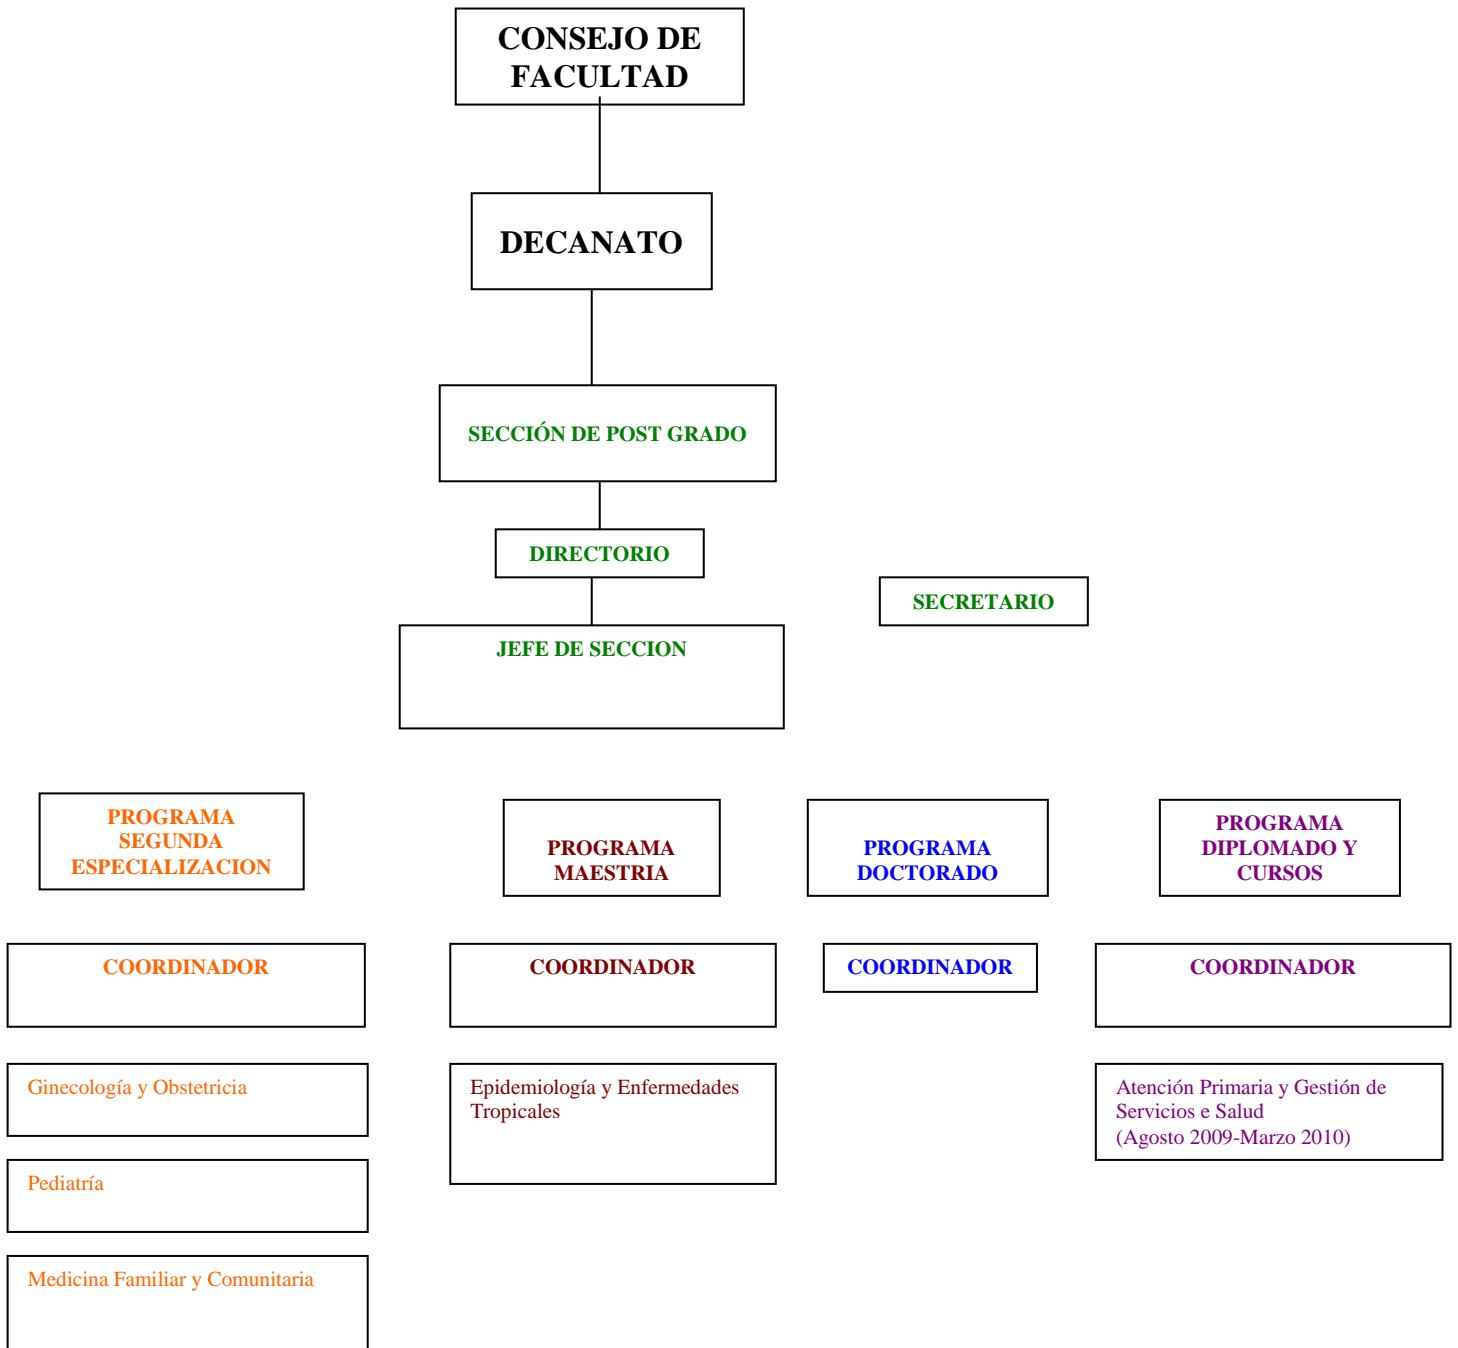 CONSEJO DE
FACULTAD
DECANATO
SECCIÓN DE POST GRADO
DIRECTORIO
SECRETARIO
JEFE DE SECCION
PROGRAMA
SEGUNDA
ESPECIALIZACION
PROGRAMA
MAESTRIA
PROGRAMA
DOCTORADO
PROGRAMA
DIPLOMADO Y
CURSOS
COORDINADOR
COORDINADOR
COORDINADOR
COORDINADOR
Ginecología y Obstetricia
Epidemiología y Enfermedades
Tropicales
Atención Primaria y Gestión de
Servicios e Salud
(Agosto 2009-Marzo 2010)
Pediatría
Medicina Familiar y Comunitaria